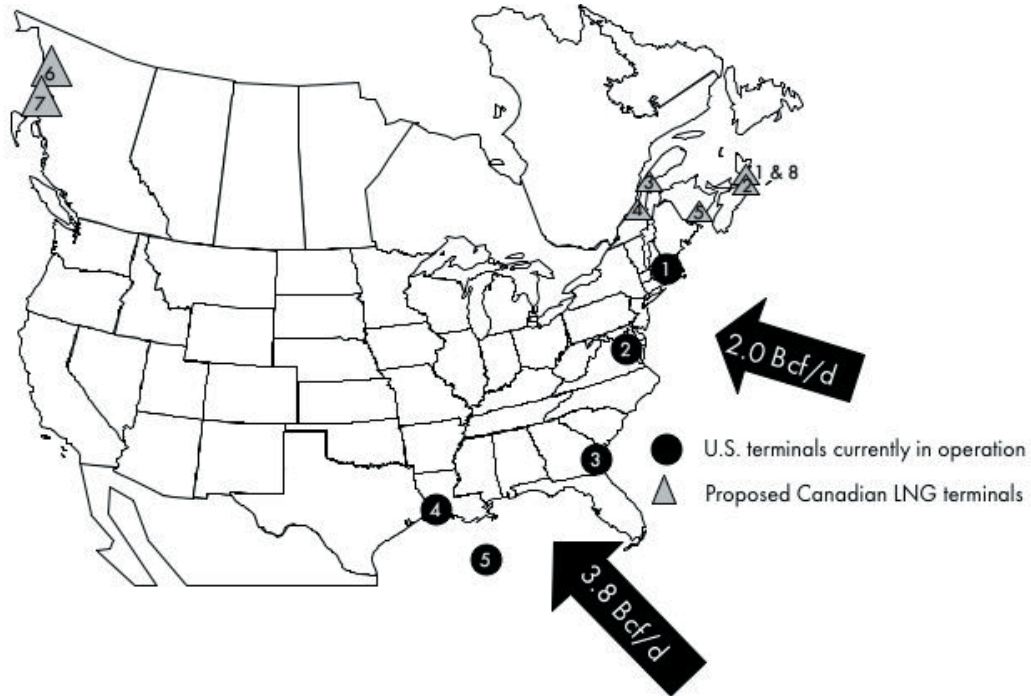 6
7
1 & 8
2
3
4
5
1
2
2.0 Bcf/d
3
U.S. terminals currently in operation
Proposed Canadian LNG terminals
4
5
3.8 Bcf/d